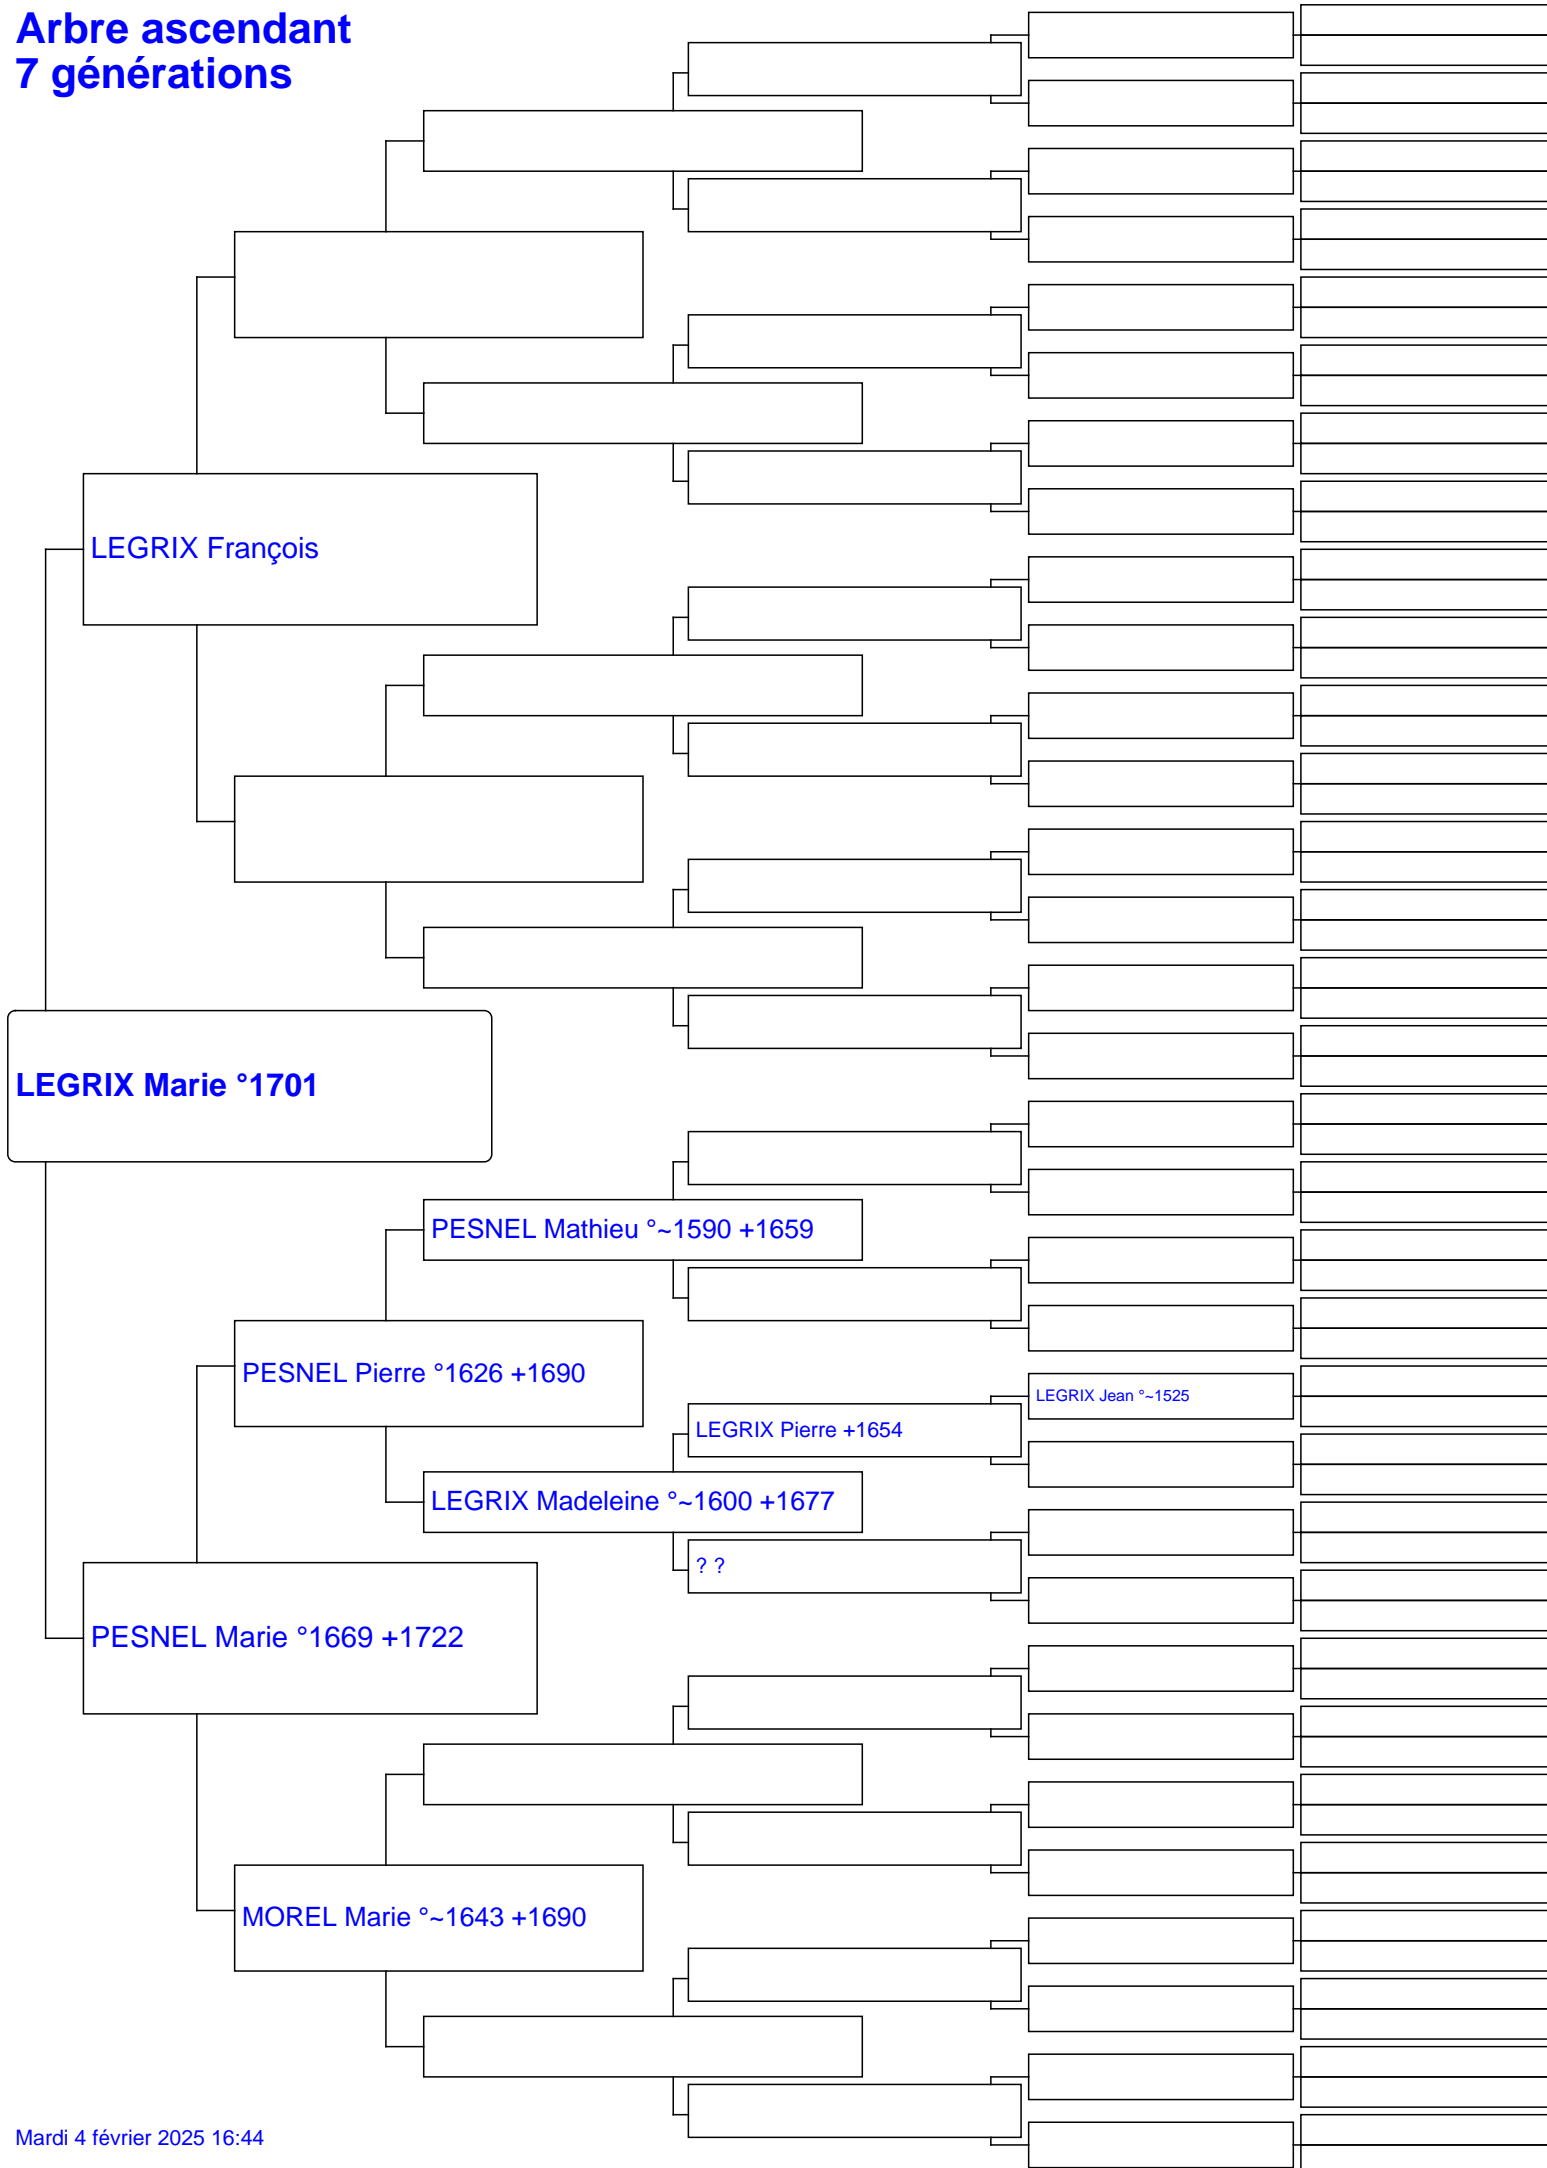 Arbre ascendant
7 générations
LEGRIX François
LEGRIX Marie °1701
PESNEL Mathieu °~1590 +1659
PESNEL Pierre °1626 +1690
LEGRIX Jean °~1525
LEGRIX Pierre +1654
LEGRIX Madeleine °~1600 +1677
? ?
PESNEL Marie °1669 +1722
MOREL Marie °~1643 +1690
Mardi 4 février 2025 16:44